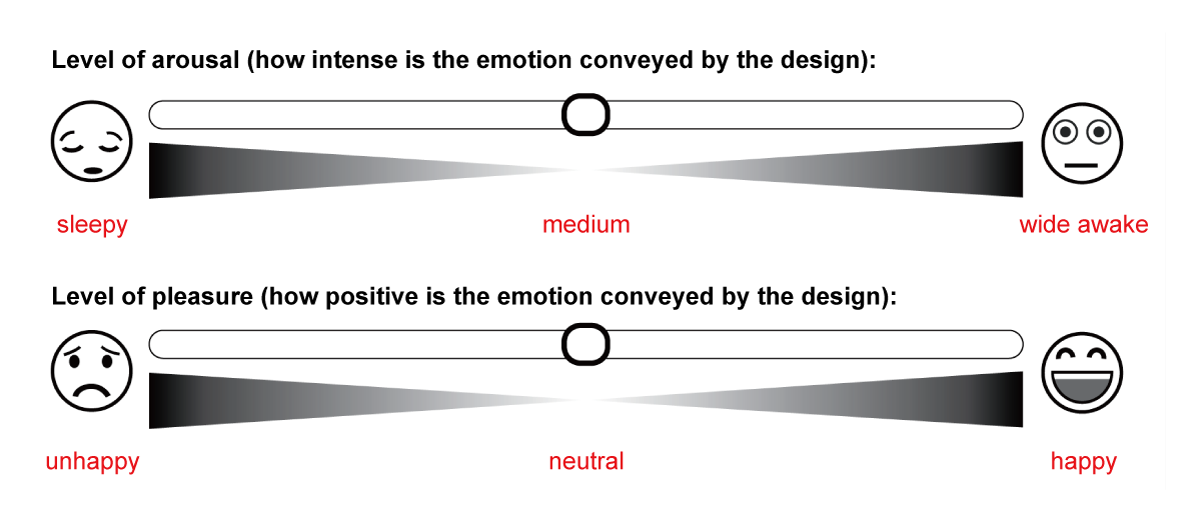 Level of arousal (how intense is the emotion conveyed by the design):
sleepy medium wide awake
Level of pleasure (how positive is the emotion conveyed by the design):
unhappy neutral happy